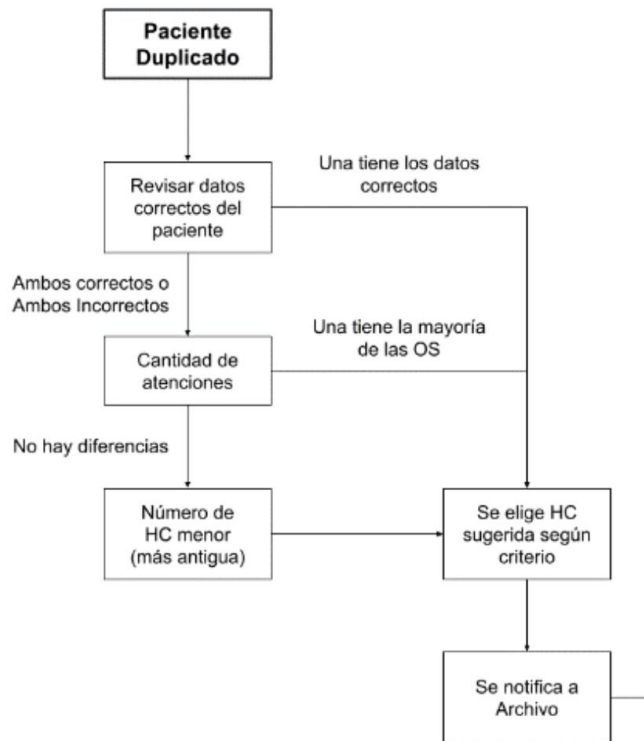 Paciente
Duplicado
Una tiene los datos
correctos
Revisar datos
correctos del
paciente
Ambos correctos o
Ambos Incorrectos
Una tiene la mayoría
de las OS
Cantidad de
atenciones
No hay diferencias
Número de
HC menor
(más antigua)
Se elige HC
sugerida según
criterio
Se notifica a
Archivo